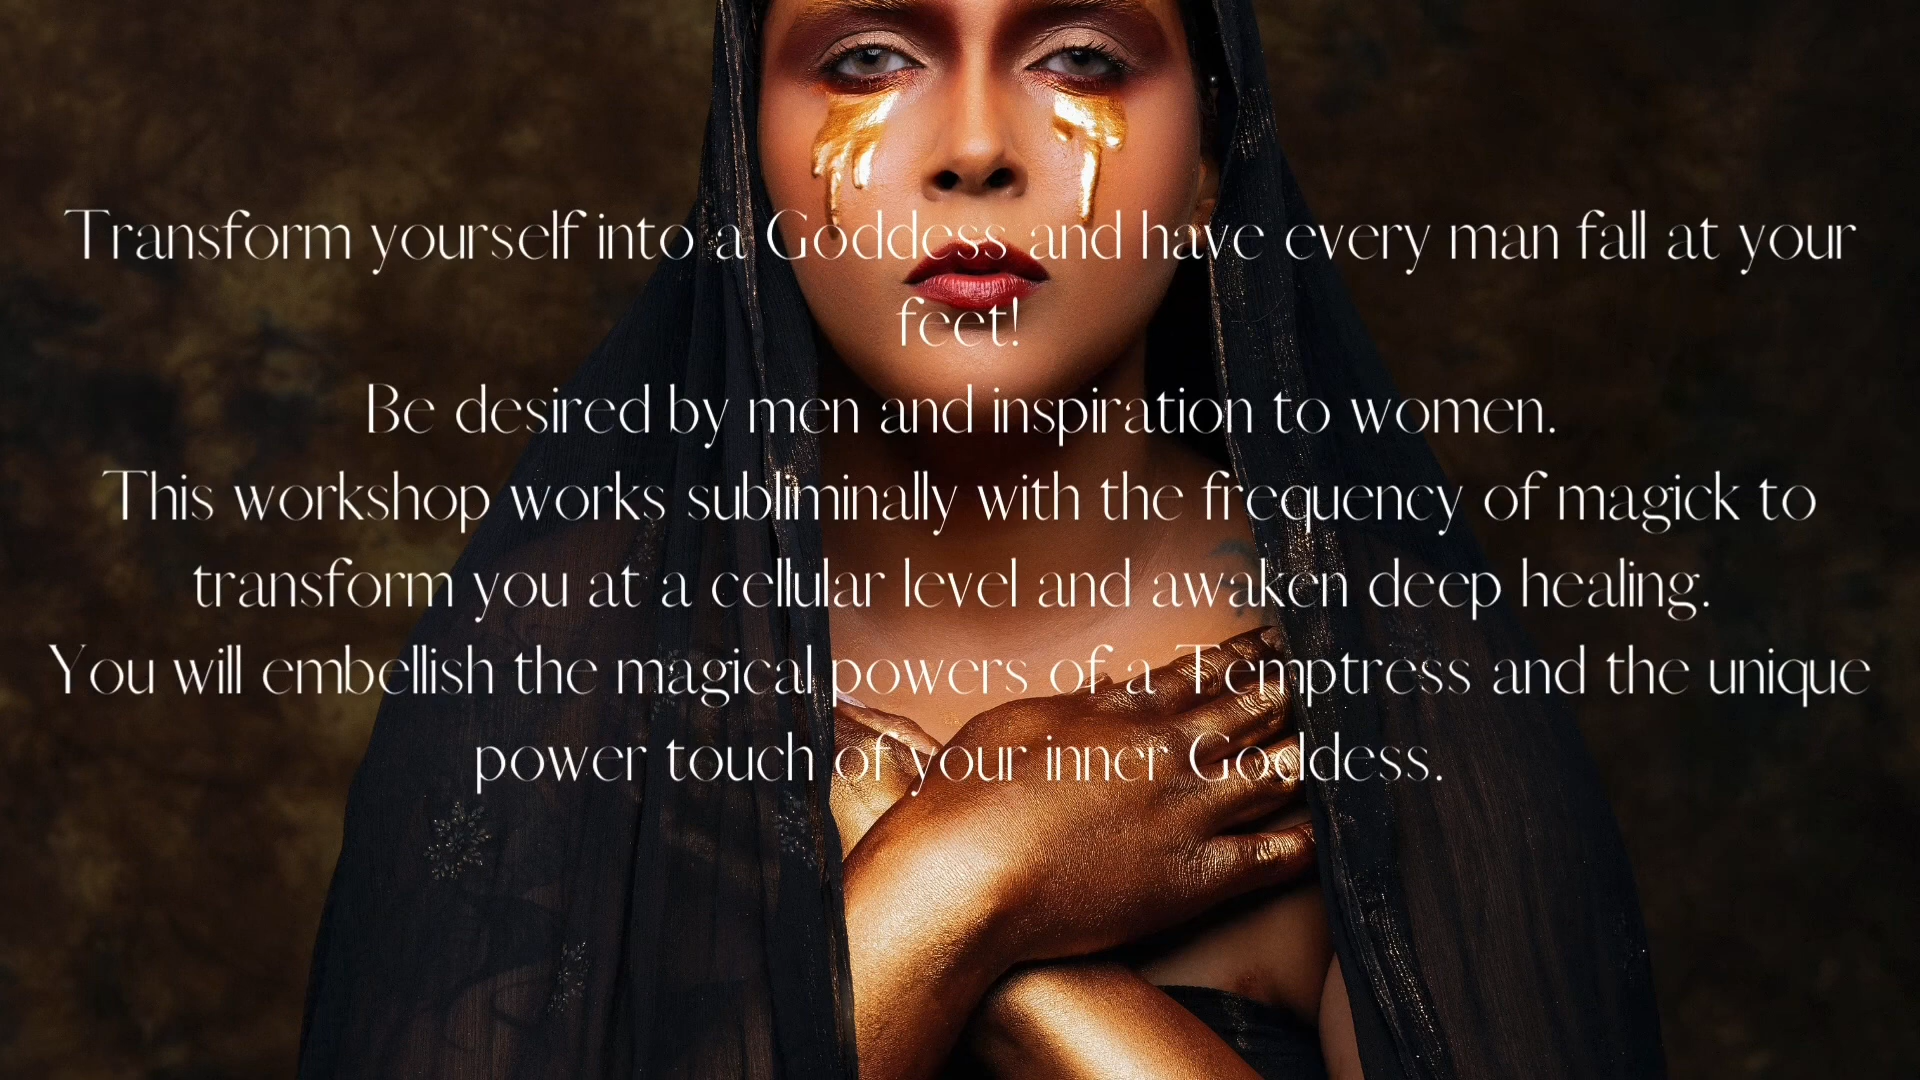 Transform yourself into a Goddess and have every man fall at your
feet!
Be desired by men and inspiration to women.
This workshop works subliminally with the frequency of magick to
transform you at a cellular level and awaken deep healing.
You will embellish the magical powers of a Temptress and the unique
power touch of your inner Goddess.